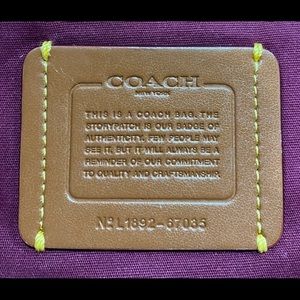 COACH
NEW YORK
THIS IS A COACH BAG. THE
STORYPATCH IS OUR BADGE OF
AUTHENTICITY. FEW PEOPLE MAY
SEE IT, BUT IT WILL ALWAYS BE A
REMINDER OF OUR COMMITMENT
TO QUALITY AND CRAFTSMANSHIP.
Nº L1892-67035